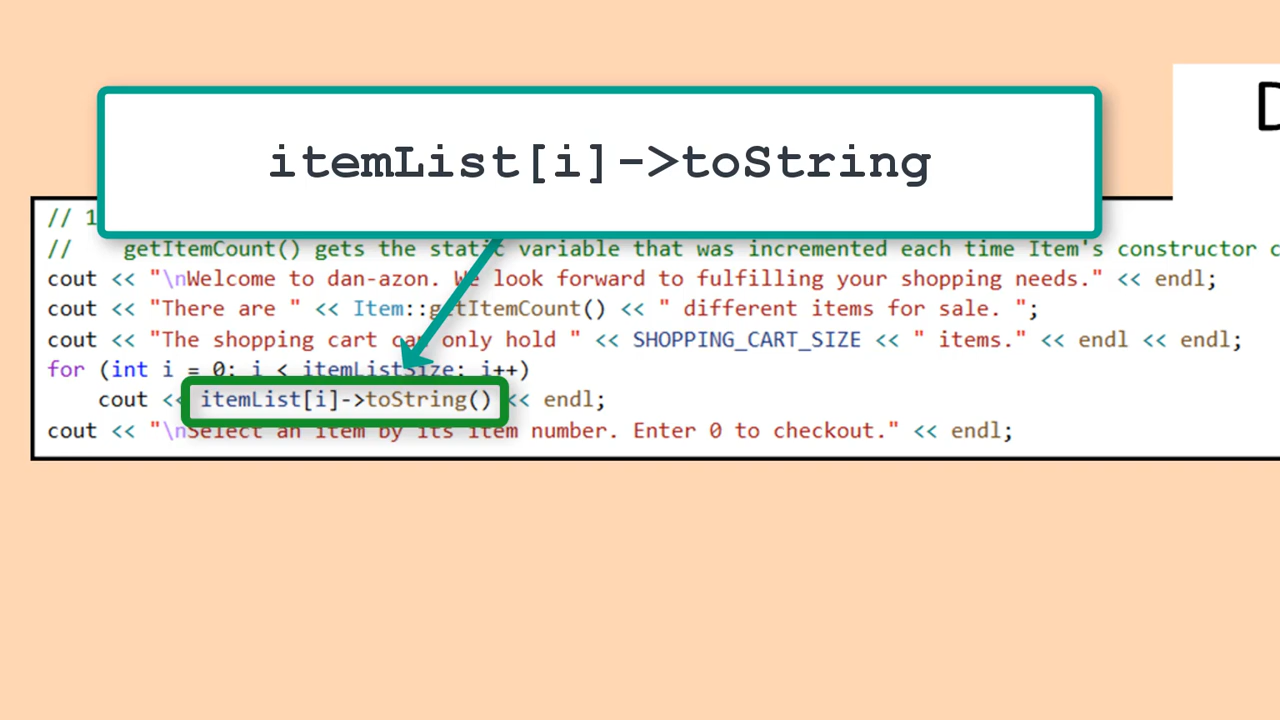 itemList[i]->toString
D
// 1
// getItemCount() gets the static variable that was incremented each time Item's constructor c
cout << "\nWelcome to dan-azon. We look forward to fulfilling your shopping needs." << endl;
cout << "There are " << Item::getItemCount() << " different items for sale. ";
cout << "The shopping cart can only hold " << SHOPPING_CART_SIZE << " items." << endl << endl;
for (int i = 0; i < itemListSize; i++)
cout << itemList[i]->toString() << endl;
cout << "\nSelect an item by its item number. Enter 0 to checkout." << endl;